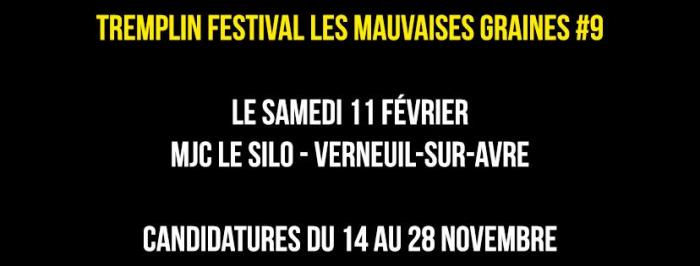 TREMPLIN FESTIVAL LES MAUVAISES GRAINES #9
LE SAMEDI 11 FÉVRIER
MJC LE SILO - VERNEUIL-SUR-AVRE
CANDIDATURES DU 14 AU 28 NOVEMBRE